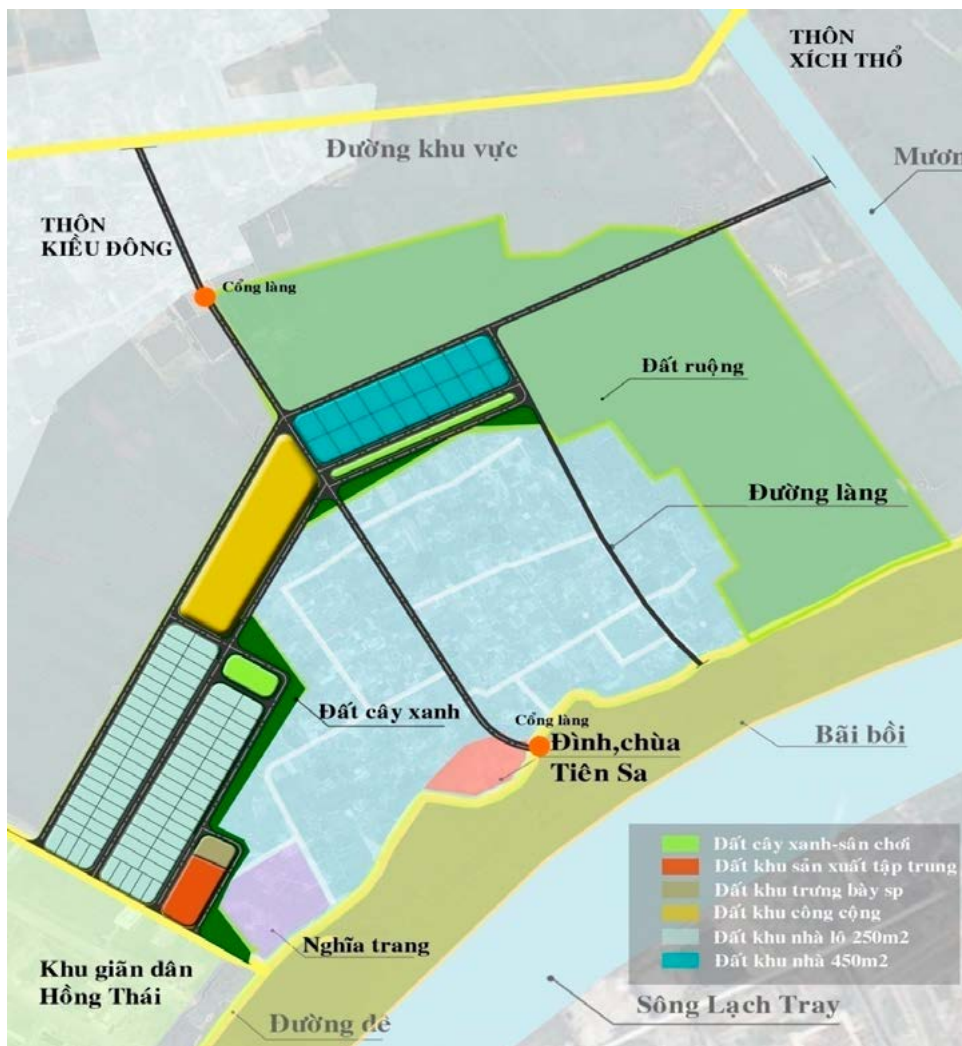 THÔN
XÍCH THỔ
Đường khu vực
Mươn
THÔN
KIỀU ĐÔNG
Cổng làng
Đất ruộng
Đường làng
Đất cây xanh
Cổng làng
Đình,chùa
Tiên Sa
Bãi bồi
Đất cây xanh-sân chơi
Đất khu sản xuất tập trung
Đất khu trưng bày sp
Đất khu công cộng
Đất khu nhà lô 250m2
Đất khu nhà 450m2
Nghĩa trang
Khu giãn dân
Hồng Thái
Sông Lạch Tray
Đường đê